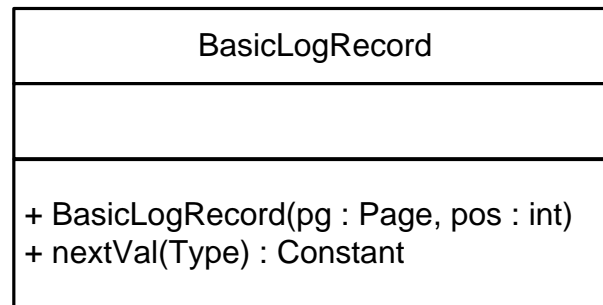 BasicLogRecord
+ BasicLogRecord(pg : Page, pos : int)
+ nextVal(Type) : Constant